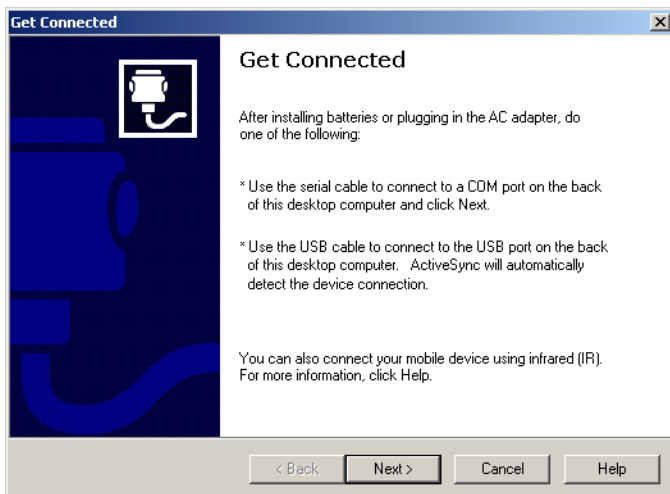 Get Connected
Get Connected
After installing batteries or plugging in the AC adapter, do
one of the following:
* Use the serial cable to connect to a COM port on the back
of this desktop computer and click Next.
* Use the USB cable to connect to the USB port on the back
of this desktop computer.   ActiveSync will automatically
detect the device connection.
You can also connect your mobile device using infrared (IR).
For more information, click Help.
< Back
Next >
Cancel
Help